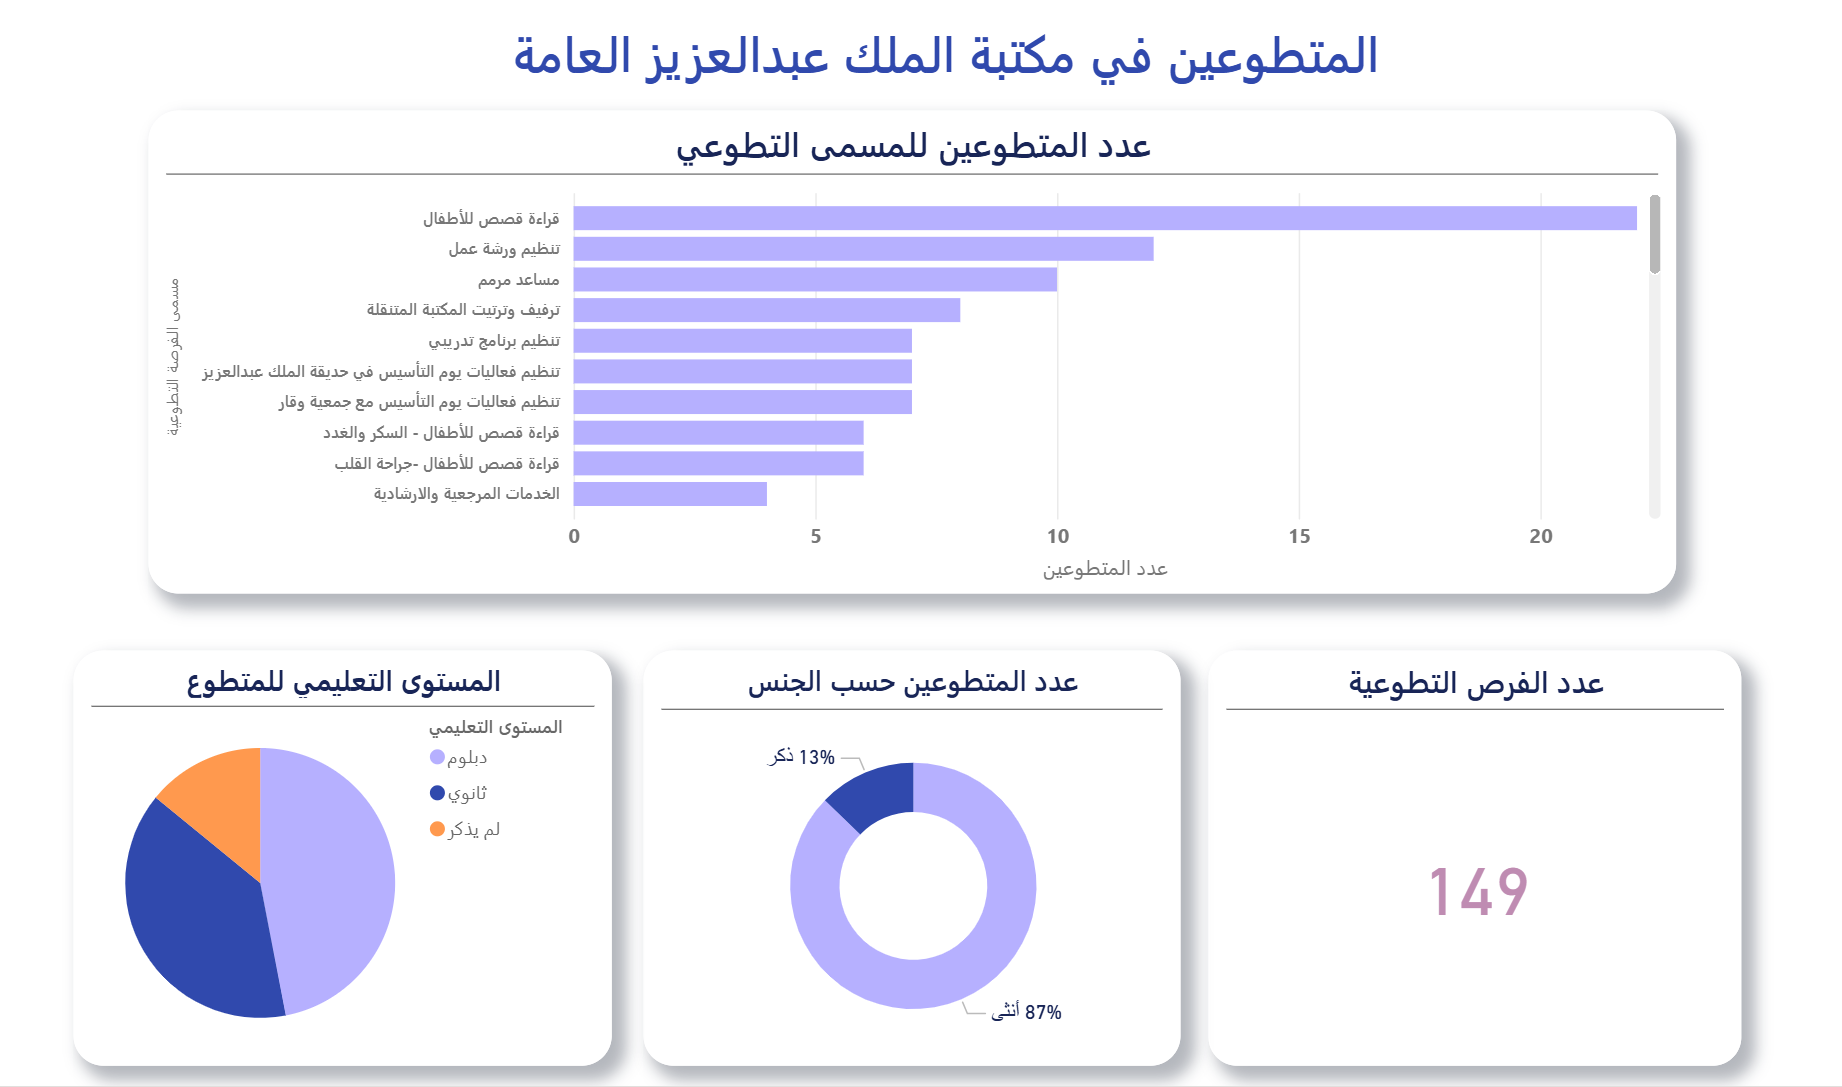 المتطوعين في مكتبة الملك عبدالعزيز العامة
عدد المتطوعين للمسمى التطوعي
مسمى الفرصة التطوعية
قراءة قصص للأطفال
تنظيم ورشة عمل
مساعد مرمم
ترفيف وترتيت المكتبة المتنقلة
تنظيم برنامج تدريبي
تنظيم فعاليات يوم التأسيس في حديقة الملك عبدالعزيز
تنظيم فعاليات يوم التأسيس مع جمعية وقار
قراءة قصص للأطفال - السكر والغدد
قراءة قصص للأطفال -جراحة القلب
الخدمات المرجعية والارشادية
0 5 10 15 20
عدد المتطوعين
عدد الفرص التطوعية
149
عدد المتطوعين حسب الجنس
13% ذكر
87% أنثى
المستوى التعليمي للمتطوع
المستوى التعليمي
دبلوم
ثانوي
لم يذكر